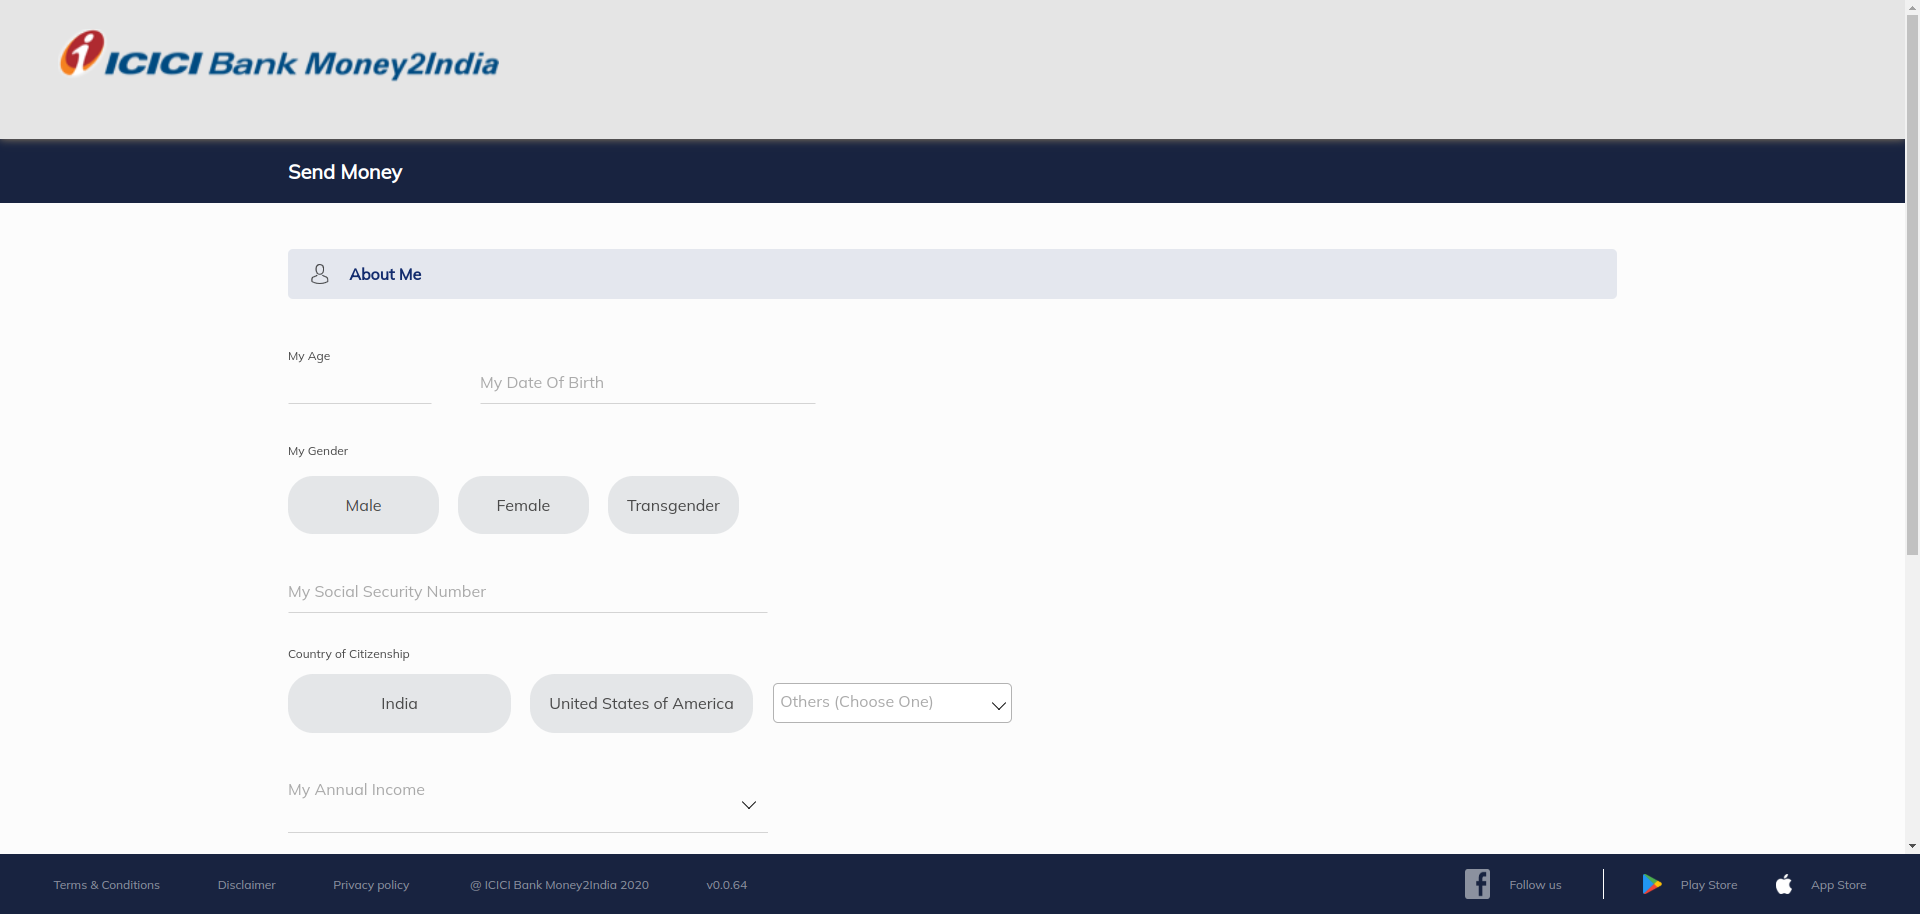 ICICI Bank Money2India
Send Money
About Me
My Age
My Date Of Birth
My Gender
Male Female Transgender
My Social Security Number
Country of Citizenship
India United States of America Others (Choose One)
My Annual Income
Terms & Conditions Disclaimer Privacy policy @ ICICI Bank Money2India 2020 v0.0.64 Follow us Play Store App Store